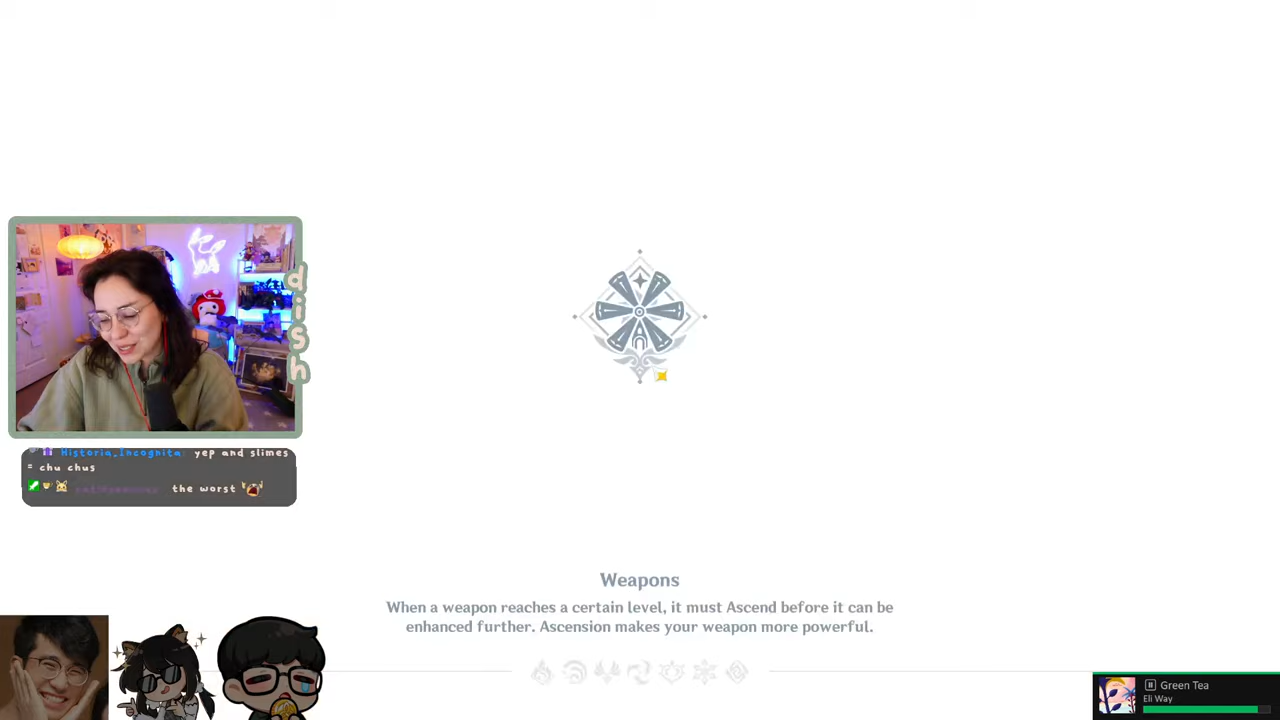 dish
Historia_Incognita: yep and slimes
= chu chus
the worst
Weapons
When a weapon reaches a certain level, it must Ascend before it can be
enhanced further. Ascension makes your weapon more powerful.
Green Tea
Eli Way